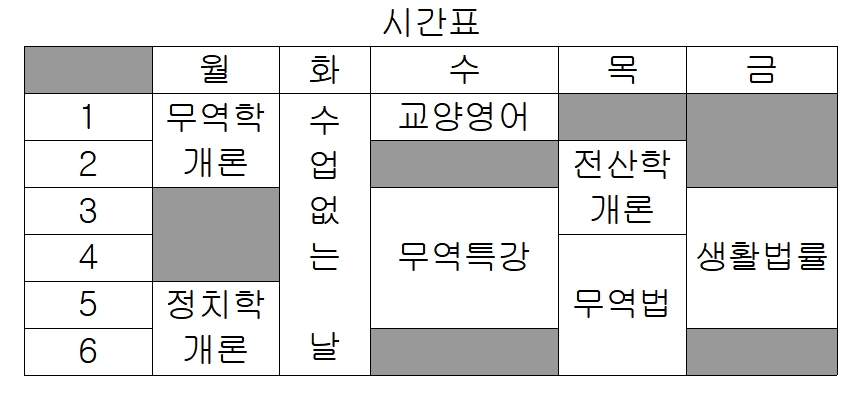 시간표
월 화 수 목 금
1 무역학 개론 수업없는 날 교양영어
2 전산학 개론
3 무역특강 생활법률
4 무역법
5 정치학 개론
6